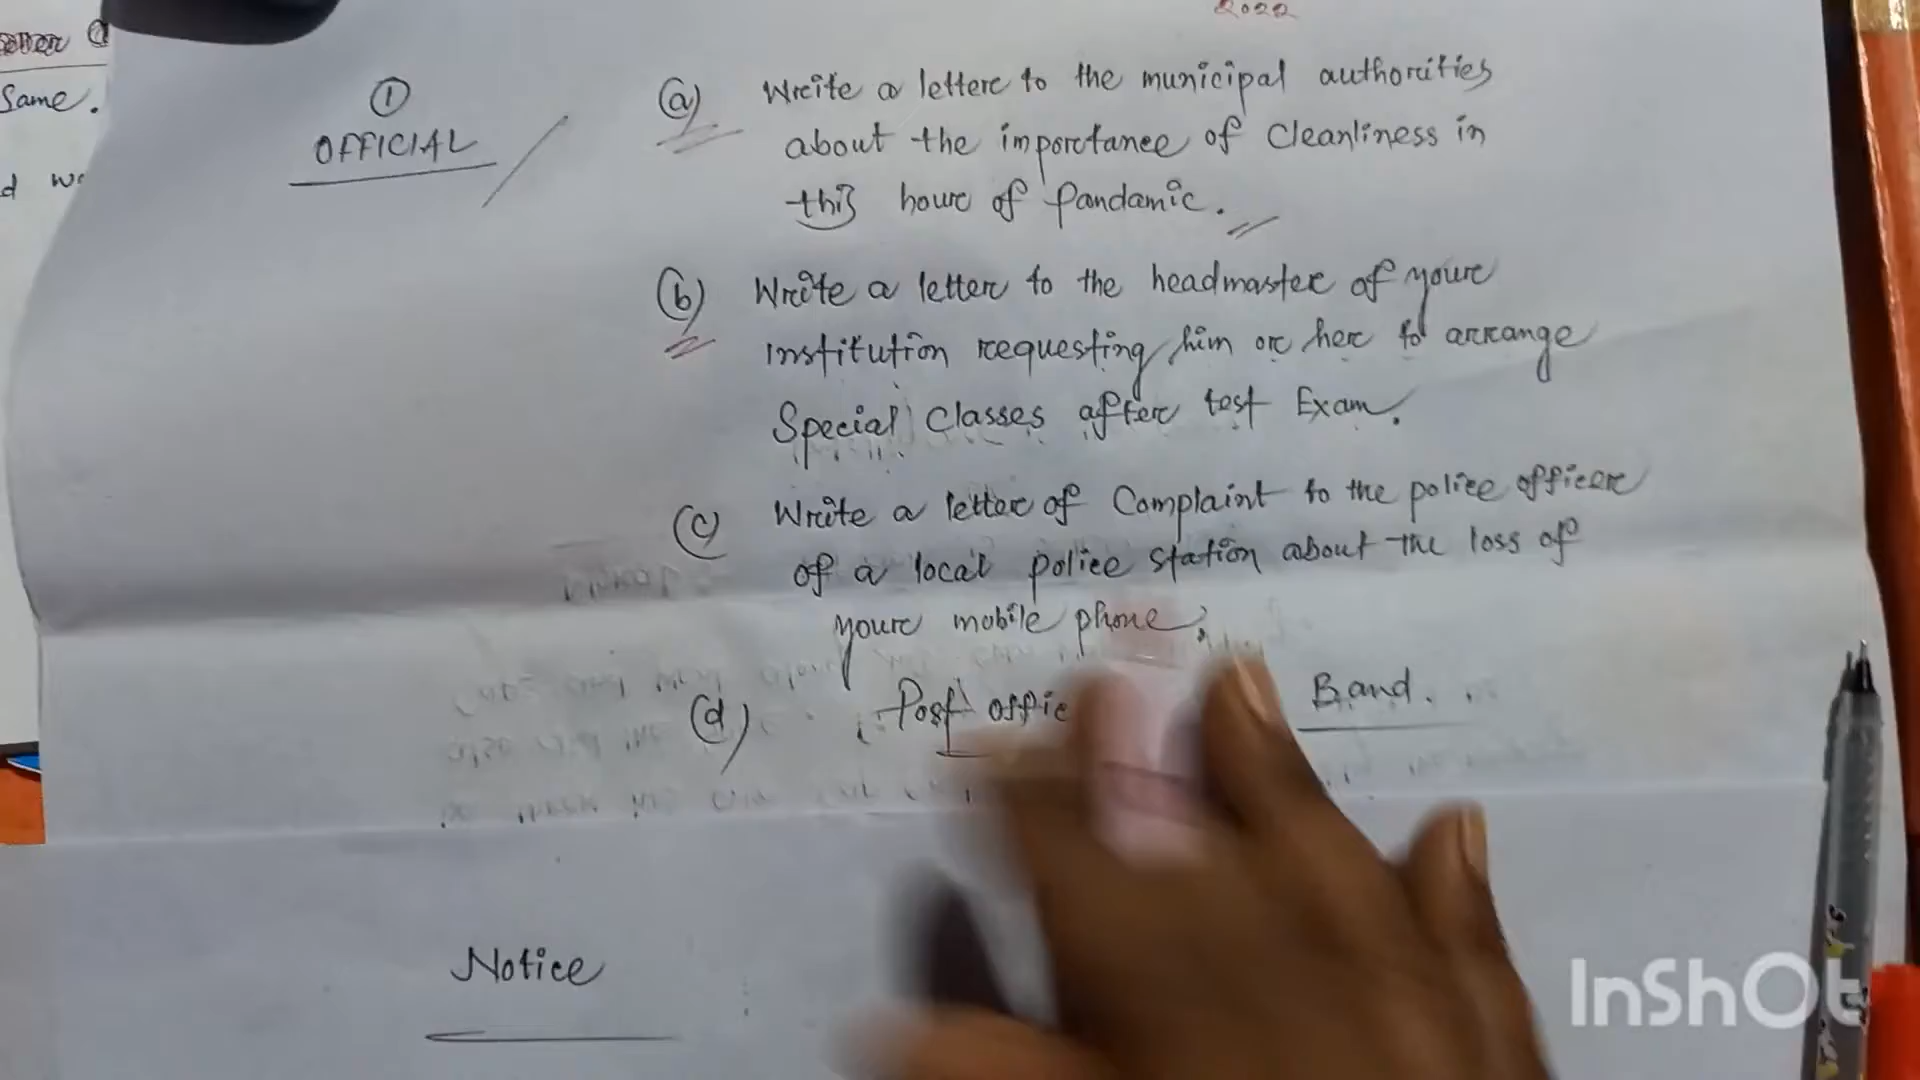 2022
Same.
①
OFFICIAL
(a) Write a letter to the municipal authorities
about the importance of Cleanliness in
this hour of Pandamic.
(b) Write a letter to the headmaster of your
institution requesting him or her to arrange
Special Classes after test Exam.
(c) Write a letter of Complaint to the police officer
of a local police station about the loss of
your mobile phone.
(d) Post Band.
Notice
InShOt